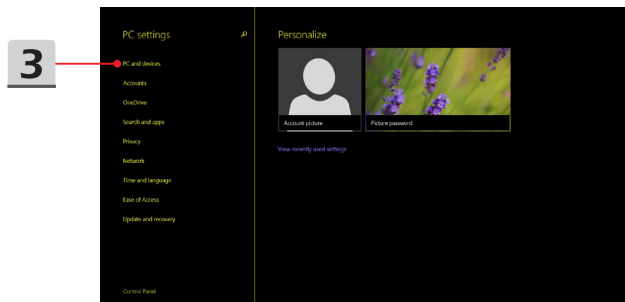 3
PC settings
PC and devices
Accounts
OneDrive
Search and apps
Privacy
Network
Time and language
Ease of Access
Update and recovery
Control Panel
Personalize
Account picture
Picture password
View recently used settings